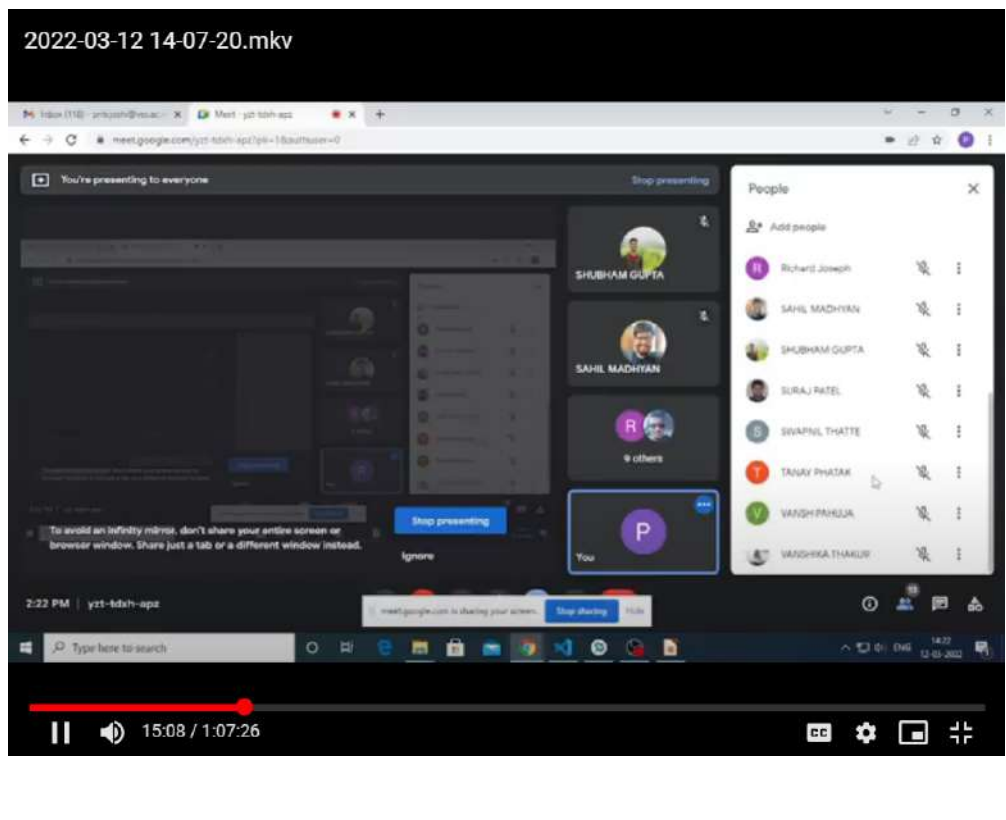 2022-03-12 14-07-20.mkv
Meet - yzt-tdxh-apz
You're presenting to everyone
Stop presenting
People
Add people
SHUBHAM GUPTA
SAHIL MADHYAN
R
9 others
P
You
R Richard Joseph
SAHIL MADHYAN
SHUBHAM GUPTA
SURAJ PATEL
S SWAPNIL THATTE
T TANAY PHATAK
V VANSH PAHUJA
VANSHIKA THAKUR
To avoid an infinity mirror, don't share your entire screen or
browser window. Share just a tab or a different window instead.
Stop presenting
Ignore
2:22 PM | yzt-tdxh-apz
meet.google.com is sharing your screen.
Stop sharing
Hide
Type here to search
ENG
14:22
12-03-2022
15:08 / 1:07:26
CC